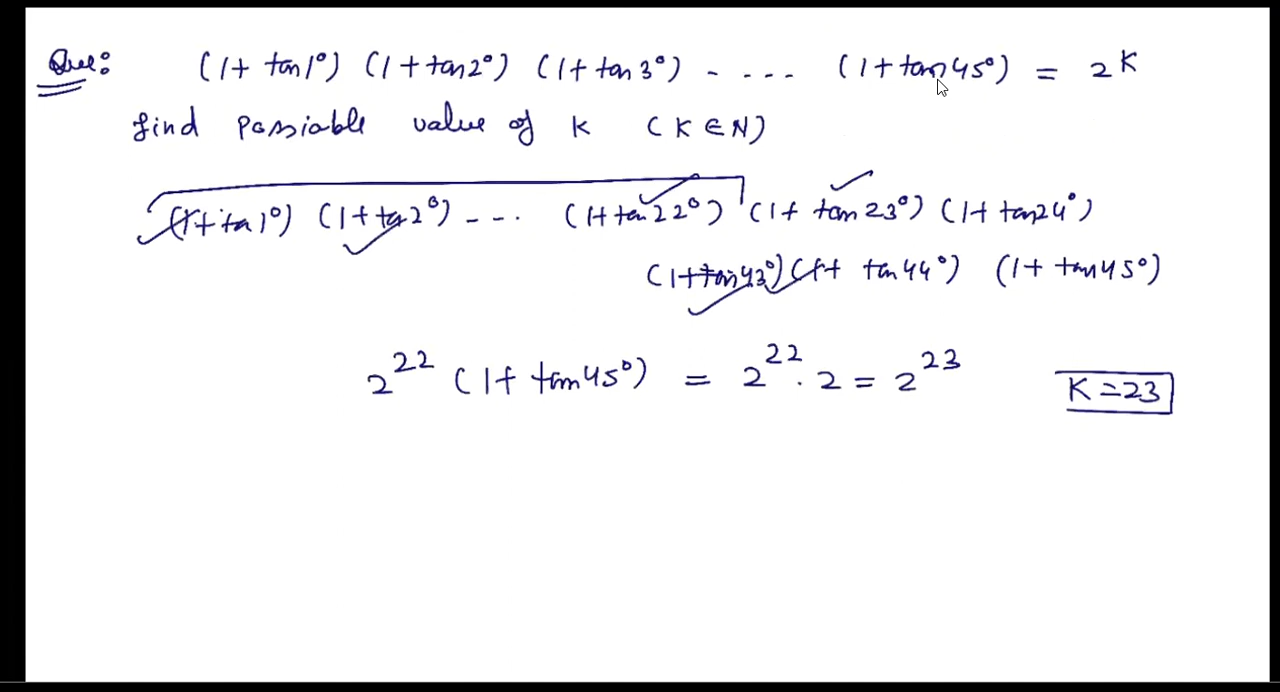 Que: (1+ tan1°) (1+tan2°) (1+ tan3°) - - - - - (1+tan45°) = 2^K
find possiable value of K (K∈N)
(1+ta1°) (1+ta2°) - - - (1+tan22°) (1+ tan23°) (1+ tan24°)
(1+tan43°) (1+ tan44°) (1+ tan45°)
2^22 (1+ tan45°) = 2^22 . 2 = 2^23 K=23